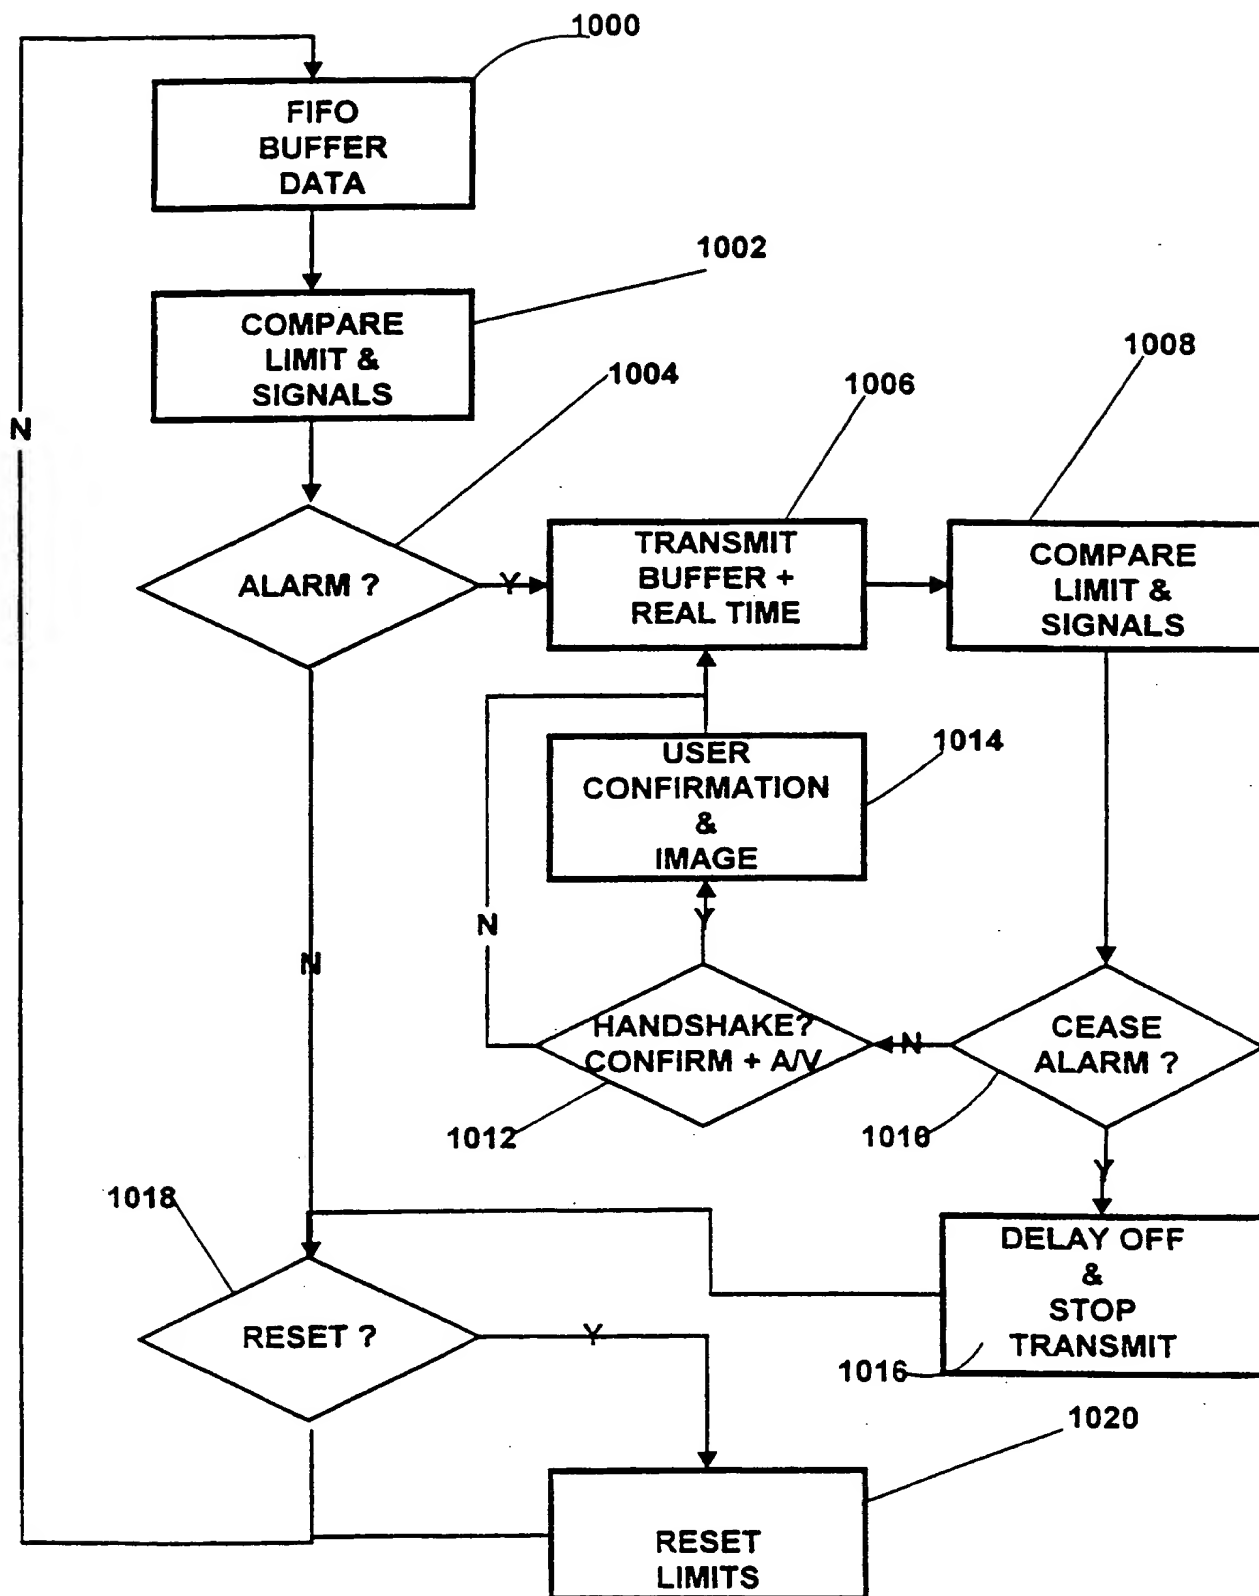 1000
FIFO
BUFFER
DATA
1002
COMPARE
LIMIT &
SIGNALS
1004
1006
1008
N
ALARM ?
Y
TRANSMIT
BUFFER +
REAL TIME
COMPARE
LIMIT &
SIGNALS
1014
USER
CONFIRMATION
&
IMAGE
N
Y
N
HANDSHAKE?
CONFIRM + A/V
N
CEASE
ALARM ?
1012
1010
Y
1018
DELAY OFF
&
STOP
TRANSMIT
1016
RESET ?
Y
1020
RESET
LIMITS